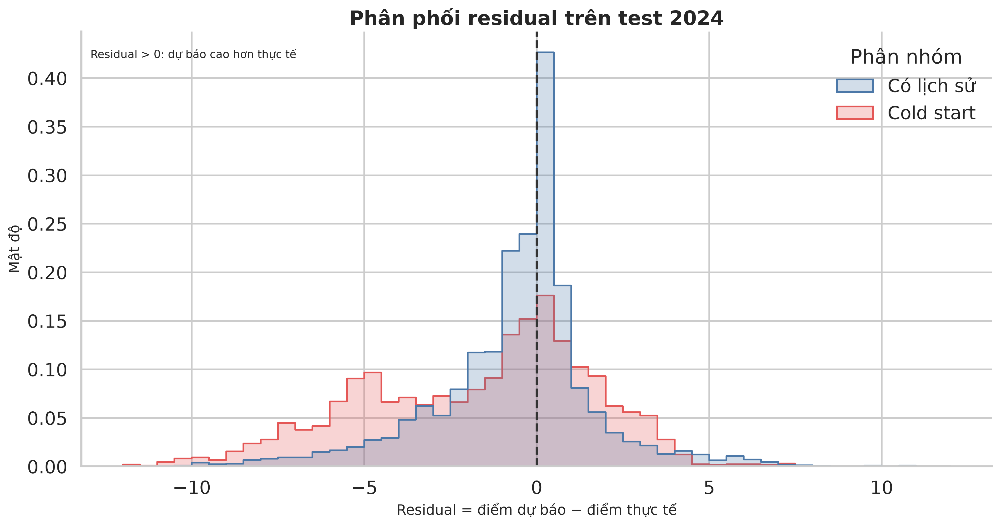 Phân phối residual trên test 2024
Residual > 0: dự báo cao hơn thực tế
Phân nhóm
Có lịch sử
Cold start
Mật độ
0.40
0.35
0.30
0.25
0.20
0.15
0.10
0.05
0.00
−10 −5 0 5 10
Residual = điểm dự báo − điểm thực tế